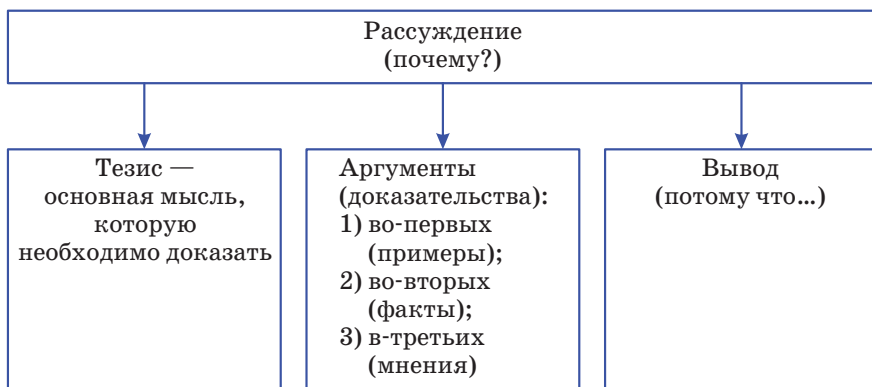 Рассуждение
(почему?)
Тезис —
основная мысль,
которую
необходимо доказать
Аргументы
(доказательства):
1) во-первых
(примеры);
2) во-вторых
(факты);
3) в-третьих
(мнения)
Вывод
(потому что...)